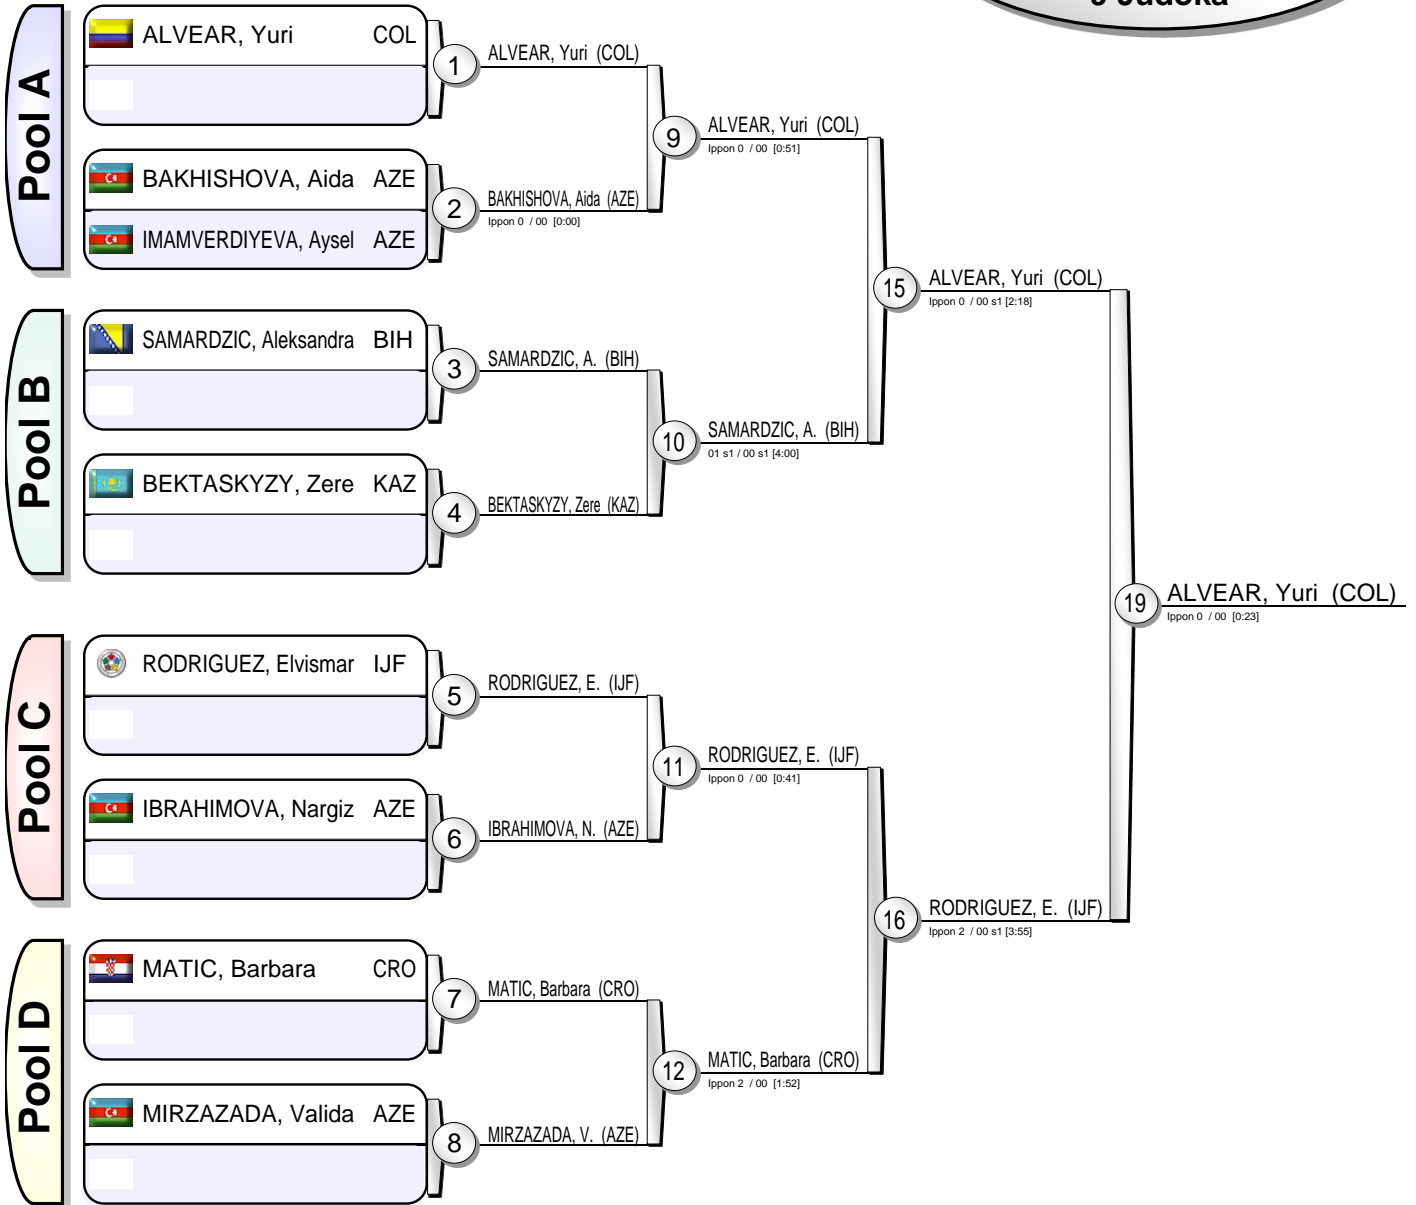 9 Judoka
Pool A
ALVEAR, Yuri COL
BAKHISHOVA, Aida AZE
IMAMVERDIYEVA, Aysel AZE
1
ALVEAR, Yuri (COL)
2
BAKHISHOVA, Aida (AZE)
Ippon 0 / 00 [0:00]
9
ALVEAR, Yuri (COL)
Ippon 0 / 00 [0:51]
Pool B
SAMARDZIC, Aleksandra BIH
BEKTASKYZY, Zere KAZ
3
SAMARDZIC, A. (BIH)
4
BEKTASKYZY, Zere (KAZ)
10
SAMARDZIC, A. (BIH)
01 s1 / 00 s1 [4:00]
15
ALVEAR, Yuri (COL)
Ippon 0 / 00 s1 [2:18]
Pool C
RODRIGUEZ, Elvismar IJF
IBRAHIMOVA, Nargiz AZE
5
RODRIGUEZ, E. (IJF)
6
IBRAHIMOVA, N. (AZE)
11
RODRIGUEZ, E. (IJF)
Ippon 0 / 00 [0:41]
Pool D
MATIC, Barbara CRO
MIRZAZADA, Valida AZE
7
MATIC, Barbara (CRO)
8
MIRZAZADA, V. (AZE)
12
MATIC, Barbara (CRO)
Ippon 2 / 00 [1:52]
16
RODRIGUEZ, E. (IJF)
Ippon 2 / 00 s1 [3:55]
19
ALVEAR, Yuri (COL)
Ippon 0 / 00 [0:23]